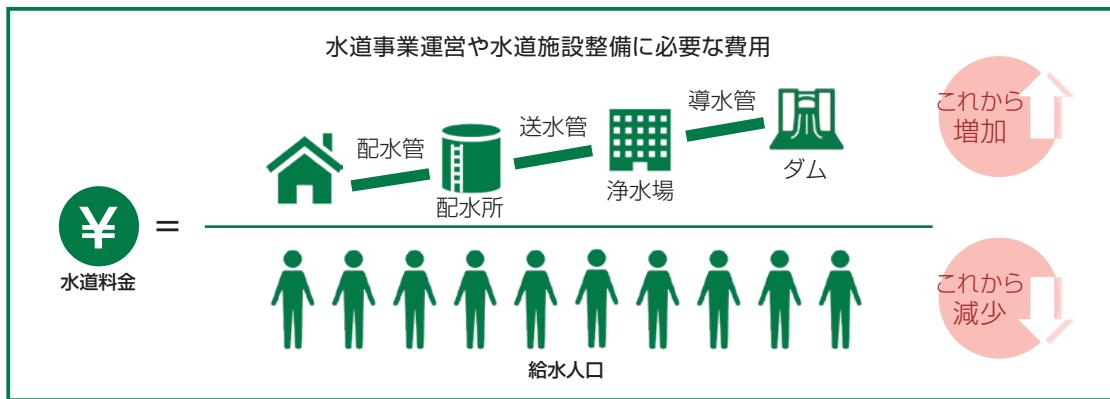 水道事業運営や水道施設整備に必要な費用
これから
増加
導水管
送水管
配水管
ダム
浄水場
配水所
¥
=
水道料金
これから
減少
給水人口